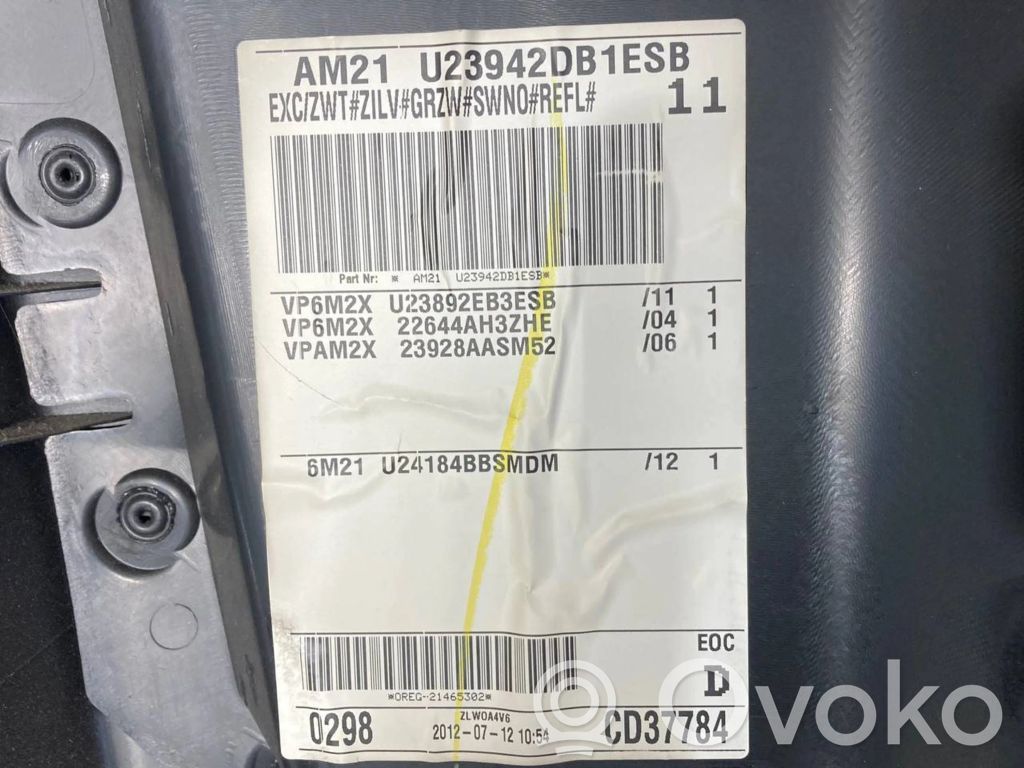 AM21 U23942DB1ESB
EXC/ZWT#ZILV#GRZW#SWNO#REFL# 11
Part Nr: * AM21 U23942DB1ESB*
VP6M2X U23892EB3ESB /11 1
VP6M2X 22644AH3ZHE /04 1
VPAM2X 23928AASM52 /06 1
6M21 U24184BBSMDM /12 1
EOC
*OREG-21465302* D
0298 ZLWOA4V6 CD37784
2012-07-12 10:54
Ovoko